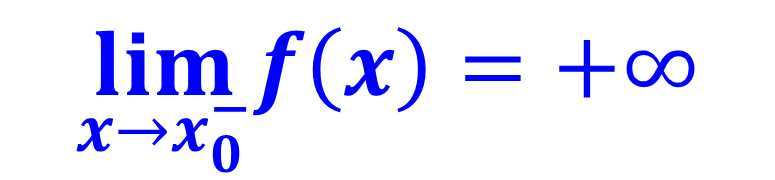 lim x→x₀⁻ f(x) = +∞